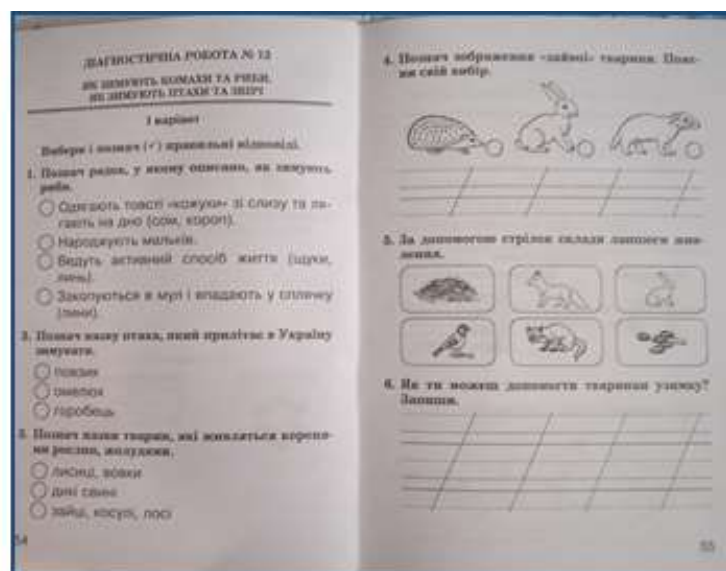 ДІАГНОСТИЧНА РОБОТА № 12
ЯК ЗИМУЮТЬ КОМАХИ ТА РИБИ,
ЯК ЗИМУЮТЬ ПТАХИ ТА ЗВІРІ
І варіант
Вибери і познач (✓) правильні відповіді.
1. Познач рядок, у якому описано, як зимують
риби.
Одягають товсті «кожухи» зі слизу та ля-
гають на дно (сом, короп).
Народжують мальків.
Ведуть активний спосіб життя (щуки,
линь).
Закопуються в мул і впадають у сплячку
(лини).
2. Познач назву птаха, який прилітає в Україну
зимувати.
повзик
омелюх
горобець
3. Познач назви тварин, які живляться корено-
ми рослин, жолудями.
лисиці, вовки
дикі свині
зайці, косулі, лосі
54
4. Познач зображення «зайвої» тварини. Пояс-
ни свій вибір.
5. За допомогою стрілок склади ланцюги жив-
лення.
6. Як ти можеш допомогти тваринам узимку?
Запиши.
55